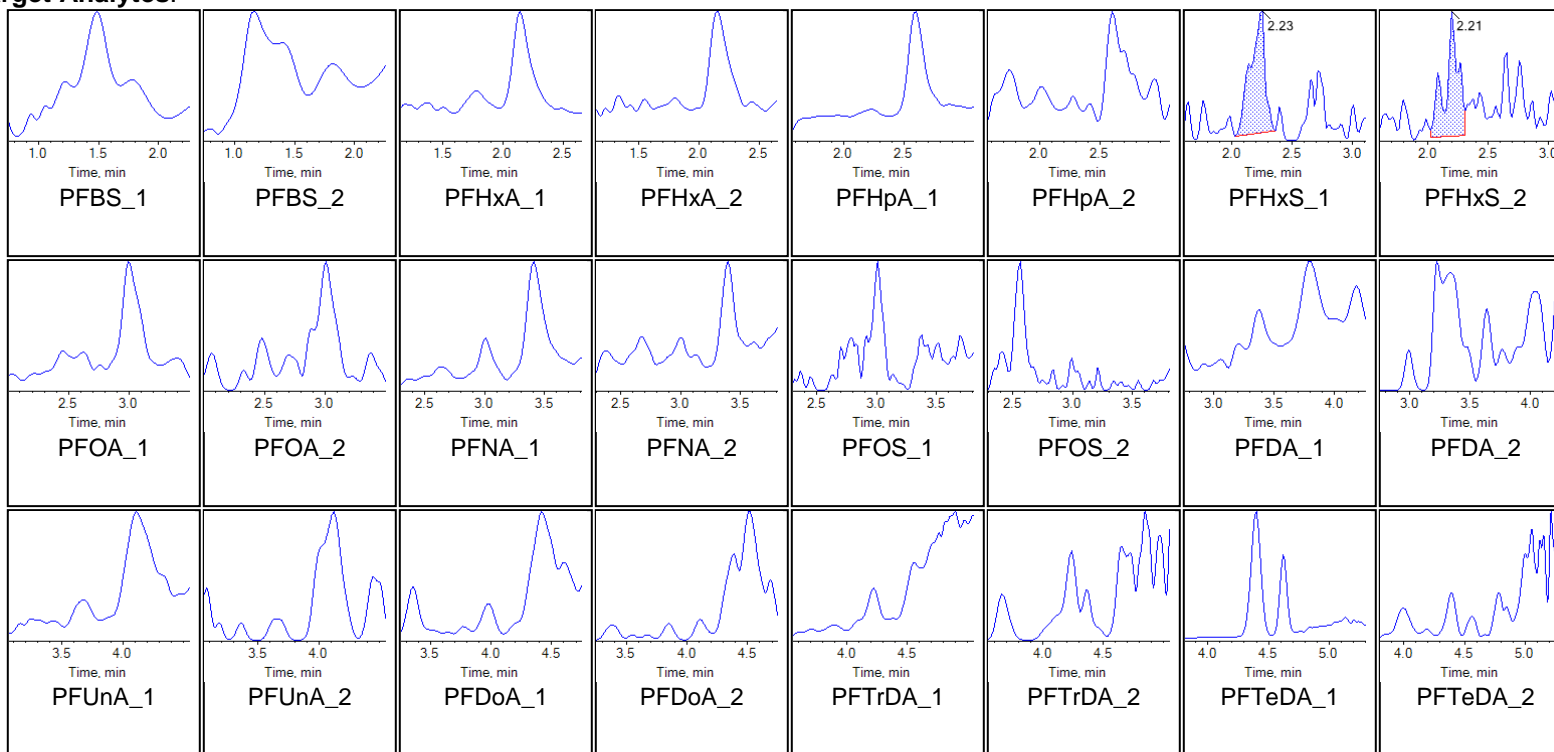 rget Analytes:
2.23
2.21
1.0 1.5 2.0 1.0 1.5 2.0 1.5 2.0 2.5 1.5 2.0 2.5 2.0 2.5 2.0 2.5 2.0 2.5 3.0 2.0 2.5 3.0
Time, min Time, min Time, min Time, min Time, min Time, min Time, min Time, min
PFBS_1 PFBS_2 PFHxA_1 PFHxA_2 PFHpA_1 PFHpA_2 PFHxS_1 PFHxS_2
2.5 3.0 2.5 3.0 2.5 3.0 3.5 2.5 3.0 3.5 2.5 3.0 3.5 2.5 3.0 3.5 3.0 3.5 4.0 3.0 3.5 4.0
Time, min Time, min Time, min Time, min Time, min Time, min Time, min Time, min
PFOA_1 PFOA_2 PFNA_1 PFNA_2 PFOS_1 PFOS_2 PFDA_1 PFDA_2
3.5 4.0 3.5 4.0 3.5 4.0 4.5 3.5 4.0 4.5 4.0 4.5 4.0 4.5 4.0 4.5 5.0 4.0 4.5 5.0
Time, min Time, min Time, min Time, min Time, min Time, min Time, min Time, min
PFUnA_1 PFUnA_2 PFDoA_1 PFDoA_2 PFTrDA_1 PFTrDA_2 PFTeDA_1 PFTeDA_2